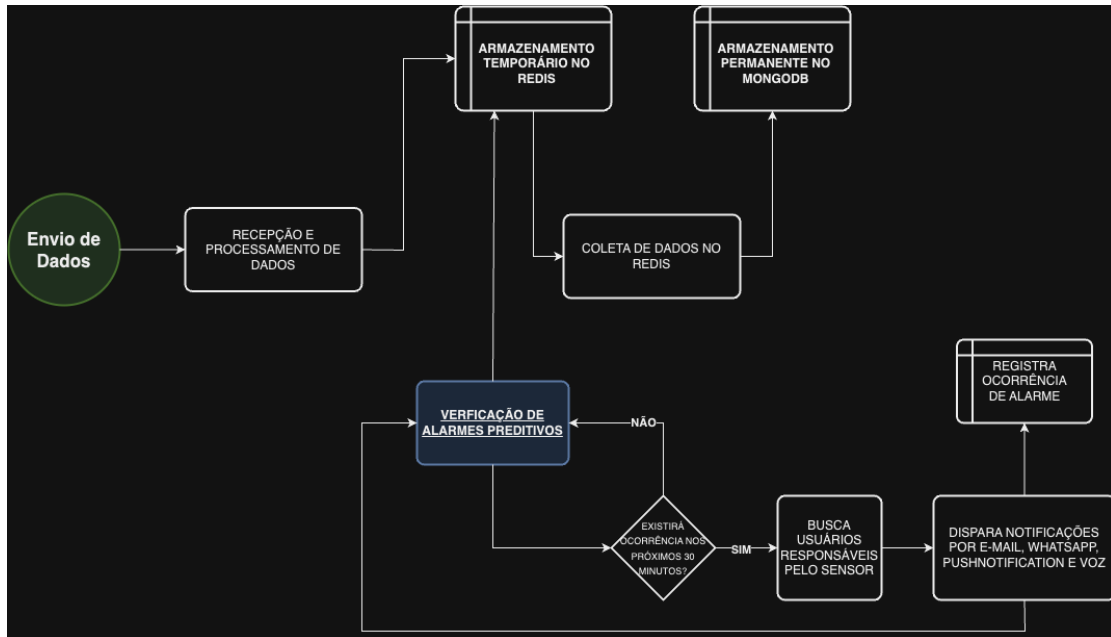 ARMAZENAMENTO
TEMPORÁRIO NO
REDIS
ARMAZENAMENTO
PERMANENTE NO
MONGODB
Envio de
Dados
RECEPÇÃO E
PROCESSAMENTO DE
DADOS
COLETA DE DADOS NO
REDIS
REGISTRA
OCORRÊNCIA
DE ALARME
VERFICAÇÃO DE
ALARMES PREDITIVOS
NÃO
EXISTIRÁ
OCORRÊNCIA NOS
PRÓXIMOS 30
MINUTOS?
SIM
BUSCA
USUÁRIOS
RESPONSÁVEIS
PELO SENSOR
DISPARA NOTIFICAÇÕES
POR E-MAIL, WHATSAPP,
PUSHNOTIFICATION E VOZ